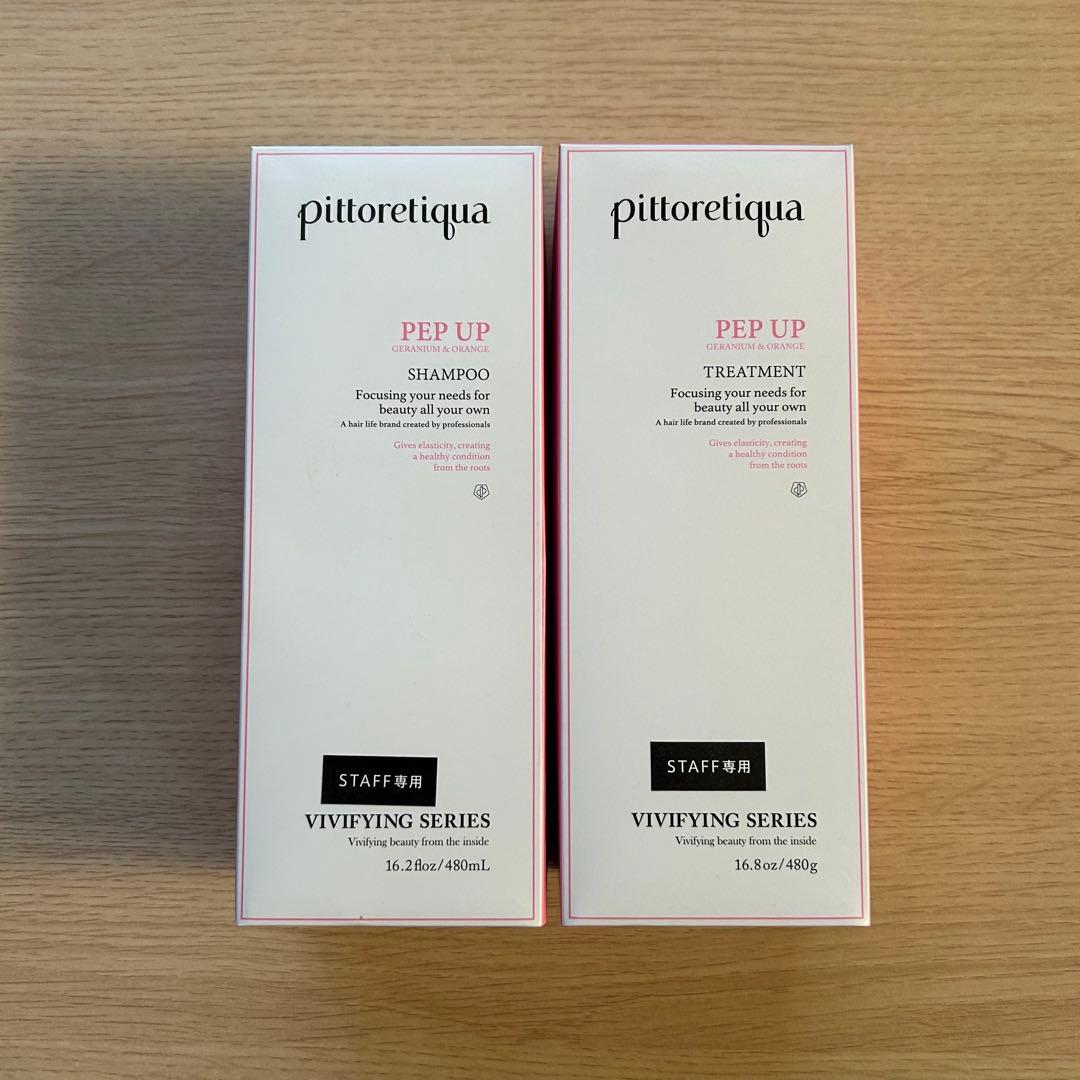 pittoretiqua
PEP UP
GERANIUM & ORANGE
SHAMPOO
Focusing your needs for
beauty all your own
A hair life brand created by professionals
Gives elasticity, creating
a healthy condition
from the roots
STAFF専用
VIVIFYING SERIES
Vivifying beauty from the inside
16.2floz/480mL
pittoretiqua
PEP UP
GERANIUM & ORANGE
TREATMENT
Focusing your needs for
beauty all your own
A hair life brand created by professionals
Gives elasticity, creating
a healthy condition
from the roots
STAFF専用
VIVIFYING SERIES
Vivifying beauty from the inside
16.8oz/480g